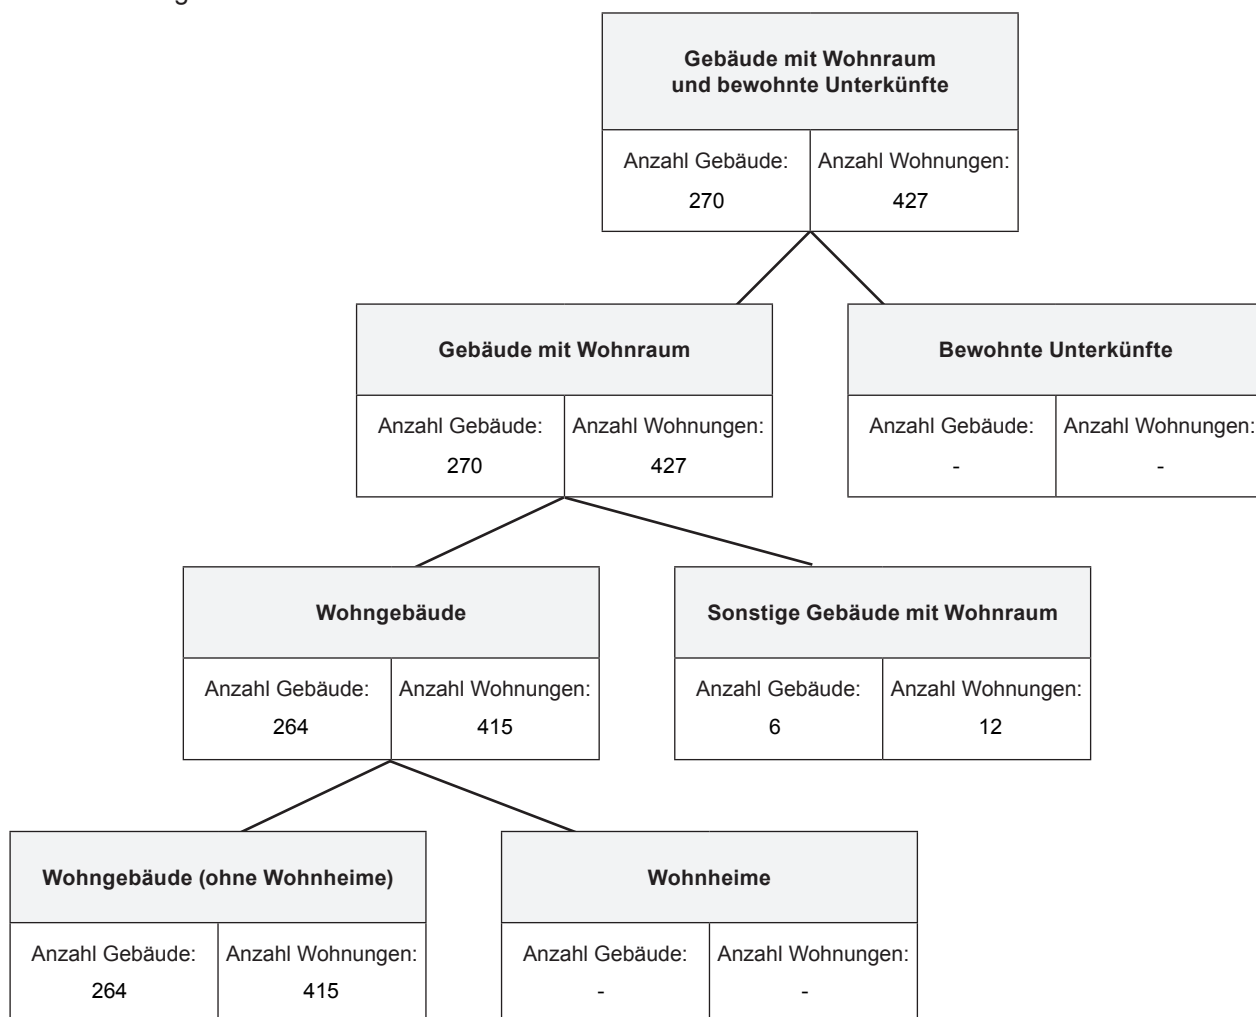 Gebäude mit Wohnraum
und bewohnte Unterkünfte
Anzahl Gebäude: Anzahl Wohnungen:
270 427
Gebäude mit Wohnraum
Anzahl Gebäude: Anzahl Wohnungen:
270 427
Bewohnte Unterkünfte
Anzahl Gebäude: Anzahl Wohnungen:
- -
Wohngebäude
Anzahl Gebäude: Anzahl Wohnungen:
264 415
Sonstige Gebäude mit Wohnraum
Anzahl Gebäude: Anzahl Wohnungen:
6 12
Wohngebäude (ohne Wohnheime)
Anzahl Gebäude: Anzahl Wohnungen:
264 415
Wohnheime
Anzahl Gebäude: Anzahl Wohnungen:
- -